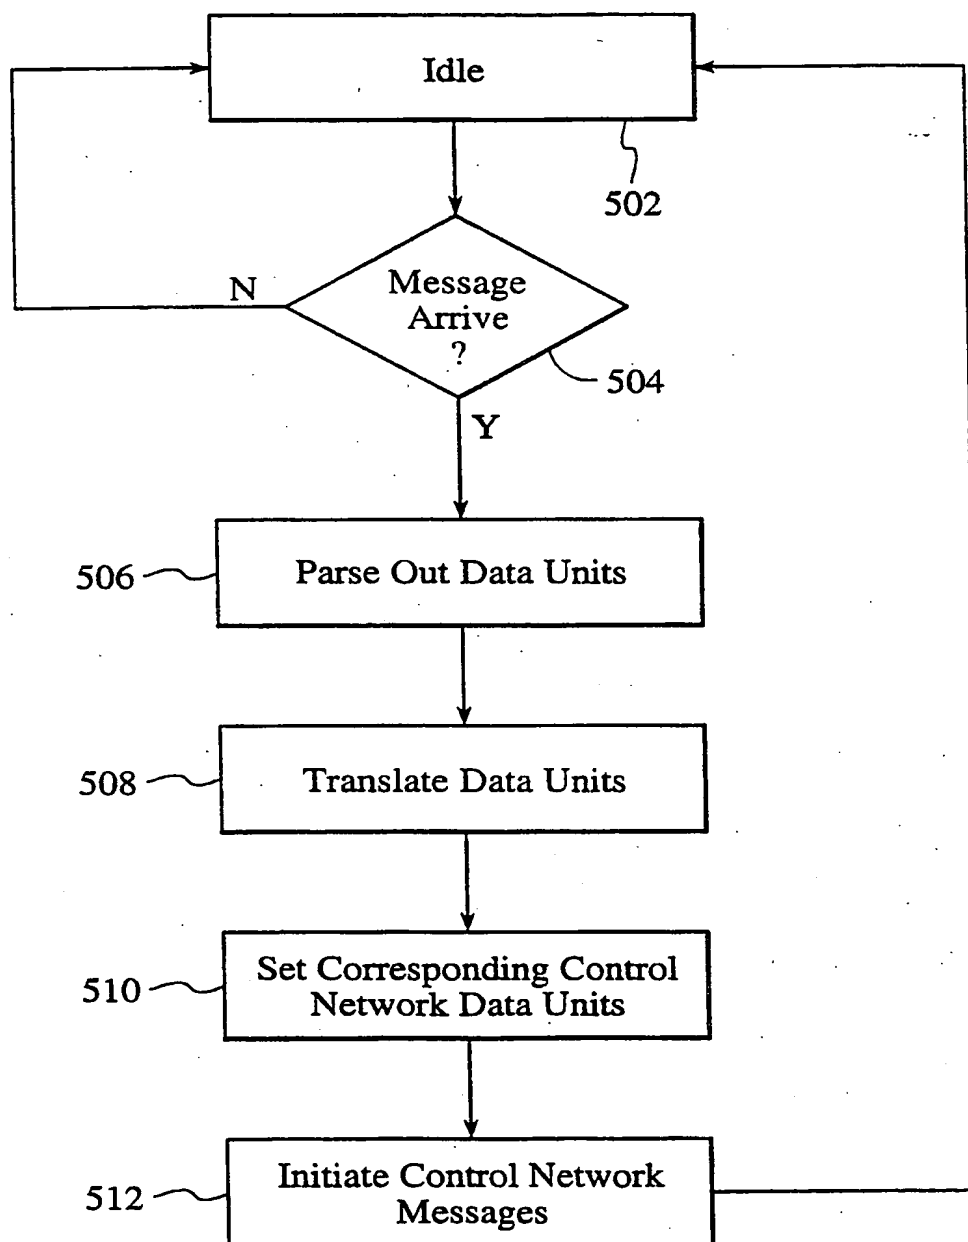 Idle
502
N
Message
Arrive
?
504
Y
506
Parse Out Data Units
508
Translate Data Units
510
Set Corresponding Control
Network Data Units
512
Initiate Control Network
Messages